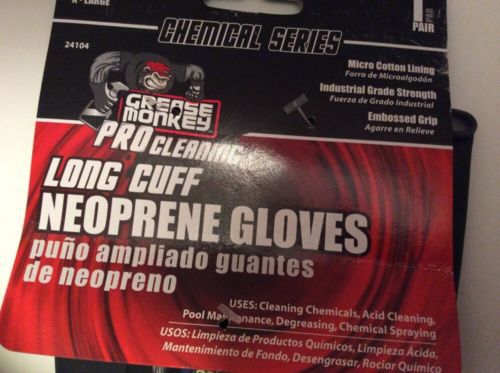 X-LARGE
1
PAR
PAIR
CHEMICAL SERIES
24104
Micro Cotton Lining
Forro de Microalgodón
Industrial Grade Strength
Fuerza de Grado Industrial
Embossed Grip
Agarre en Relieve
GREASE
MONKEY
PRO CLEANING
LONG CUFF
NEOPRENE GLOVES
puño ampliado guantes
de neopreno
USES: Cleaning Chemicals, Acid Cleaning,
Pool Maintenance, Degreasing, Chemical Spraying
USOS: Limpieza de Productos Químicos, Limpieza Ácida,
Mantenimiento de Fondo, Desengrasar, Rociar Químico